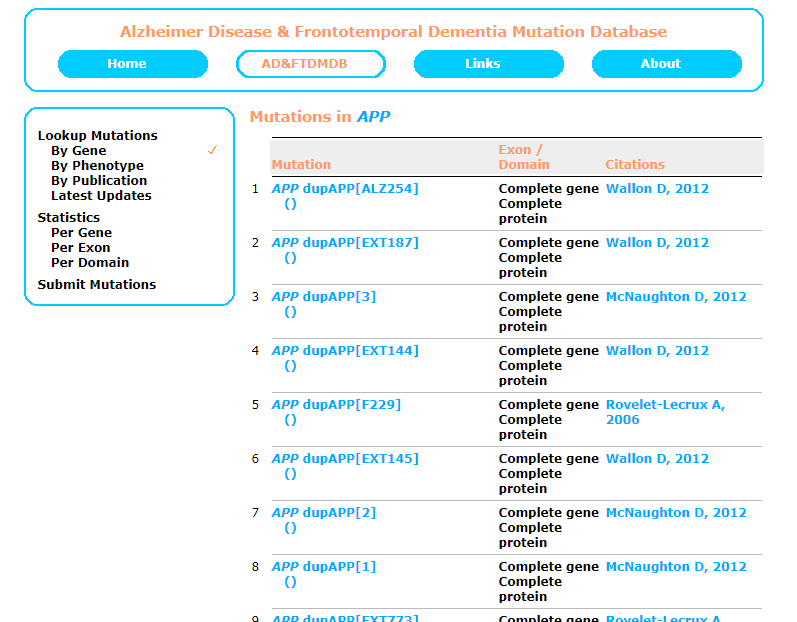 Alzheimer Disease & Frontotemporal Dementia Mutation Database
Home AD&FTDMDB Links About
Lookup Mutations
By Gene
By Phenotype
By Publication
Latest Updates
Statistics
Per Gene
Per Exon
Per Domain
Submit Mutations
Mutations in APP
Exon /
Mutation Domain Citations
1 APP dupAPP[ALZ254] Complete gene Wallon D, 2012
() Complete
protein
2 APP dupAPP[EXT187] Complete gene Wallon D, 2012
() Complete
protein
3 APP dupAPP[3] Complete gene McNaughton D, 2012
() Complete
protein
4 APP dupAPP[EXT144] Complete gene Wallon D, 2012
() Complete
protein
5 APP dupAPP[F229] Complete gene Rovelet-Lecrux A,
() Complete 2006
protein
6 APP dupAPP[EXT145] Complete gene Wallon D, 2012
() Complete
protein
7 APP dupAPP[2] Complete gene McNaughton D, 2012
() Complete
protein
8 APP dupAPP[1] Complete gene McNaughton D, 2012
() Complete
protein
9 APP dupAPP[EXT773] Complete gene Rovelet-Lecrux A,